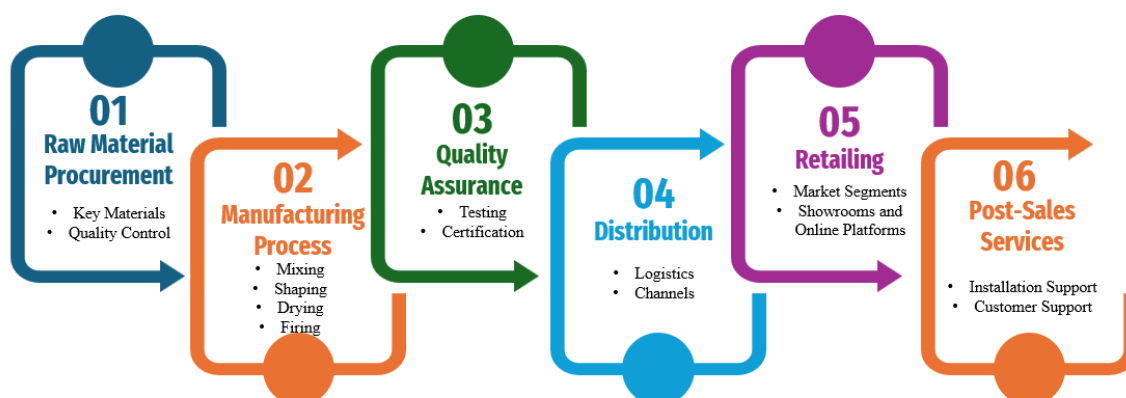 01
Raw Material
Procurement
• Key Materials
• Quality Control
02
Manufacturing
Process
• Mixing
• Shaping
• Drying
• Firing
03
Quality
Assurance
• Testing
• Certification
04
Distribution
• Logistics
• Channels
05
Retailing
• Market Segments
• Showrooms and
Online Platforms
06
Post-Sales
Services
• Installation Support
• Customer Support